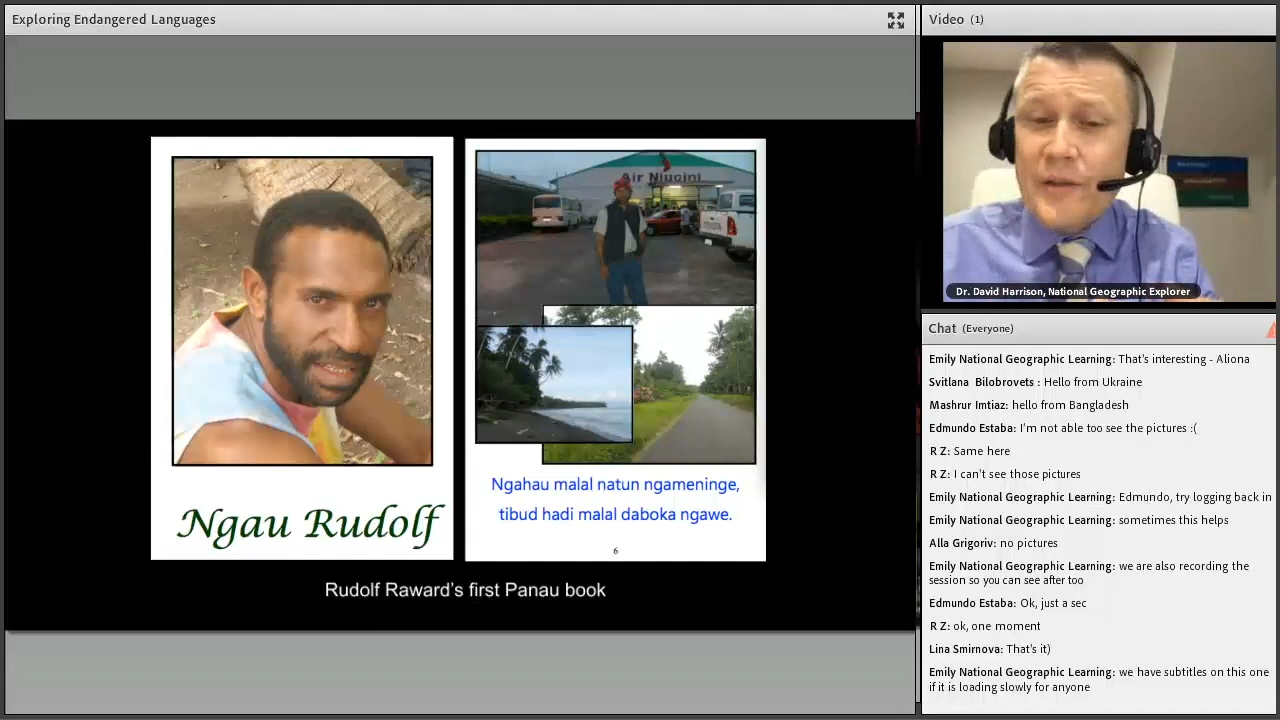 Exploring Endangered Languages
Air Niugini
TOYOTA
Ngau Rudolf
Ngahau malal natun ngameninge,
tibud hadi malal daboka ngawe.
6
Rudolf Raward's first Panau book
Video (1)
Dr. David Harrison, National Geographic Explorer
Chat (Everyone)
Emily National Geographic Learning: That's interesting - Aliona
Svitlana Bilobrovets : Hello from Ukraine
Mashrur Imtiaz: hello from Bangladesh
Edmundo Estaba: I'm not able too see the pictures :(
R Z: Same here
R Z: I can't see those pictures
Emily National Geographic Learning: Edmundo, try logging back in
Emily National Geographic Learning: sometimes this helps
Alla Grigoriv: no pictures
Emily National Geographic Learning: we are also recording the
session so you can see after too
Edmundo Estaba: Ok, just a sec
R Z: ok, one moment
Lina Smirnova: That's it)
Emily National Geographic Learning: we have subtitles on this one
if it is loading slowly for anyone